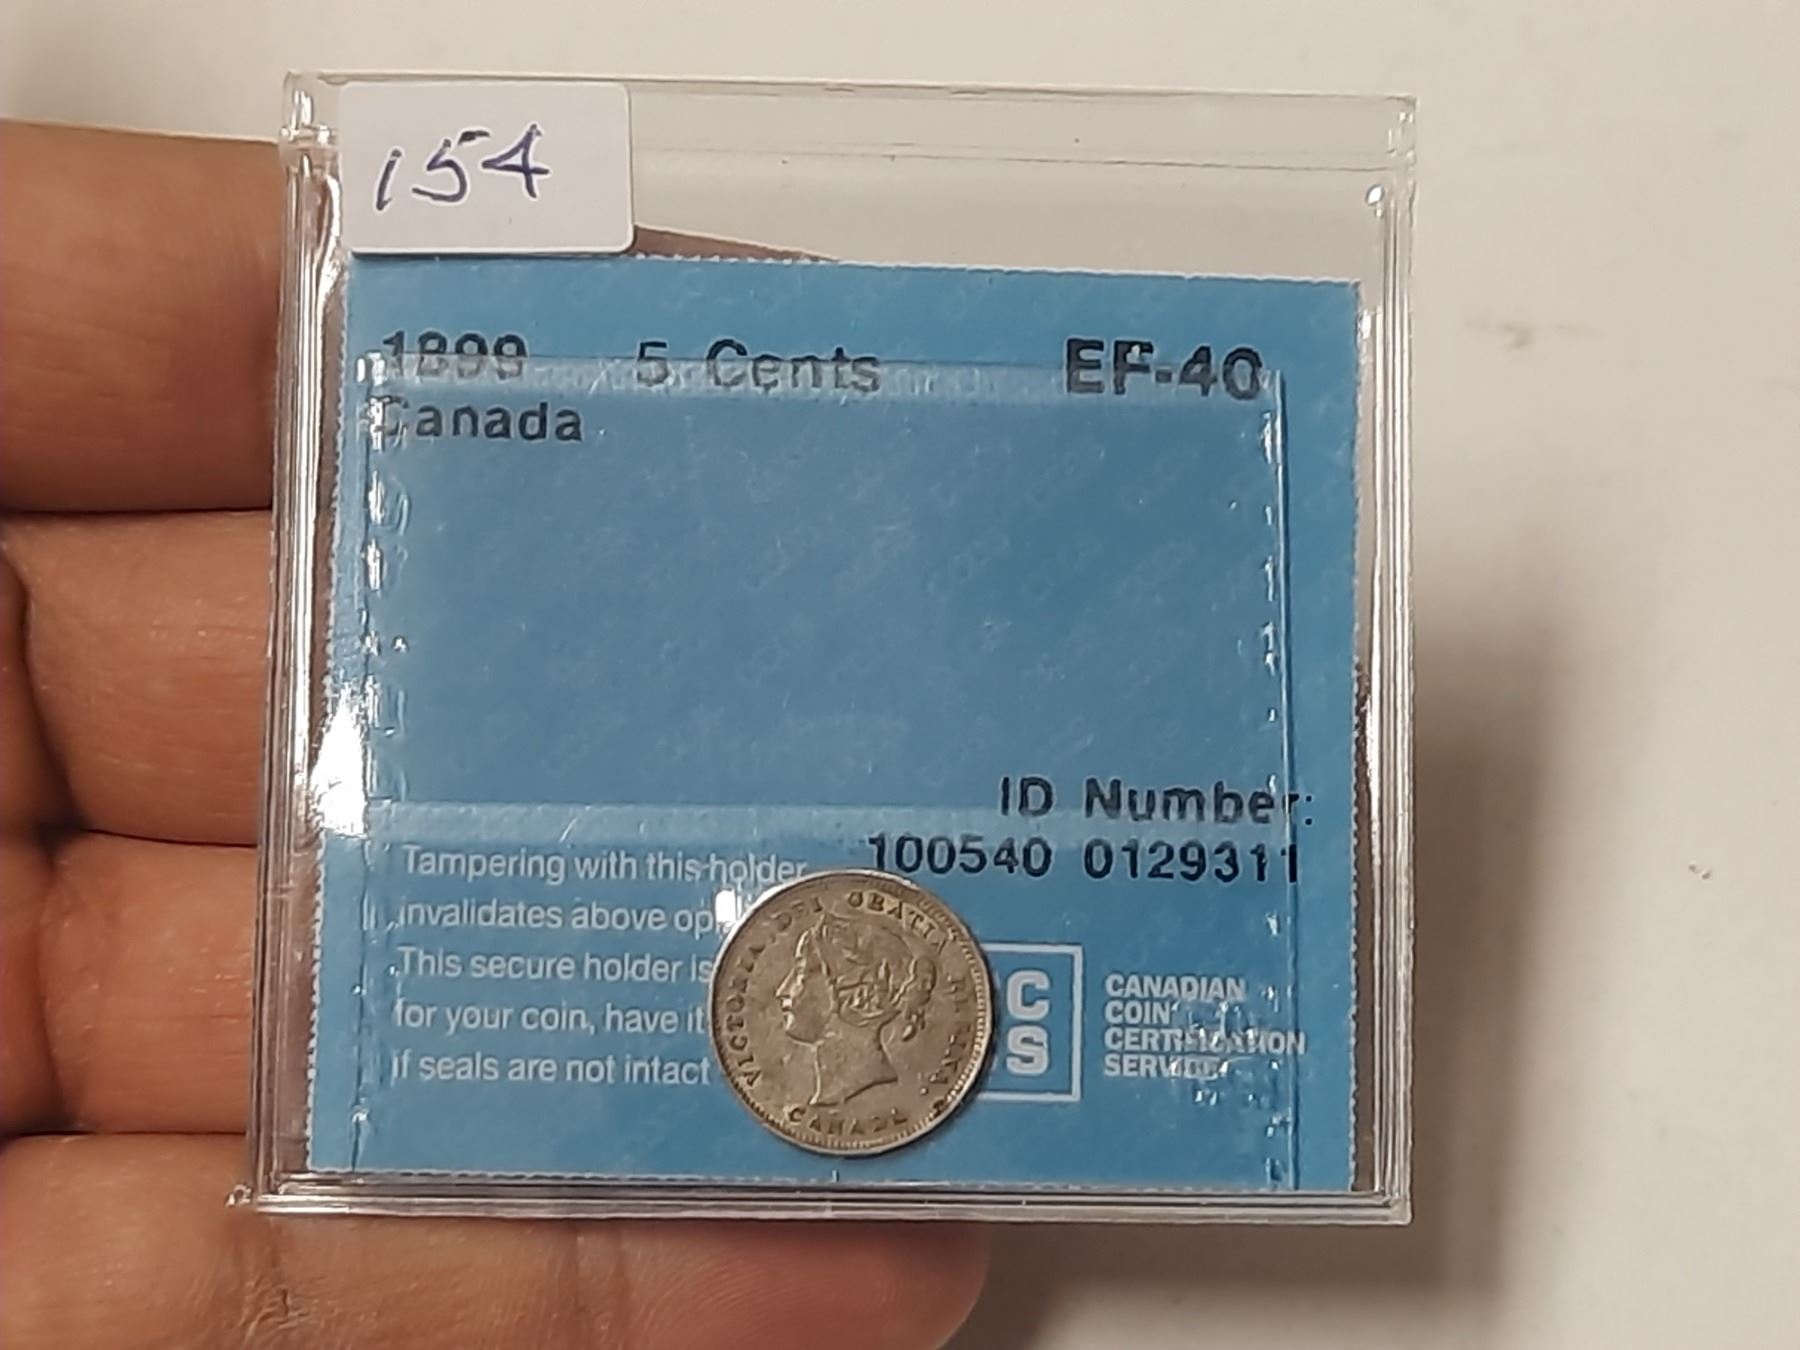 154
1899 5 Cents EF-40
Canada
ID Number:
100540 0129311
Tampering with this holder
invalidates above
This secure holder is
for your coin, have it
if seals are not intact
C
S
CANADIAN
COIN
CERTIFICATION
SERVICE
VICTORIA DEI GRATIA REGINA.
CANADA